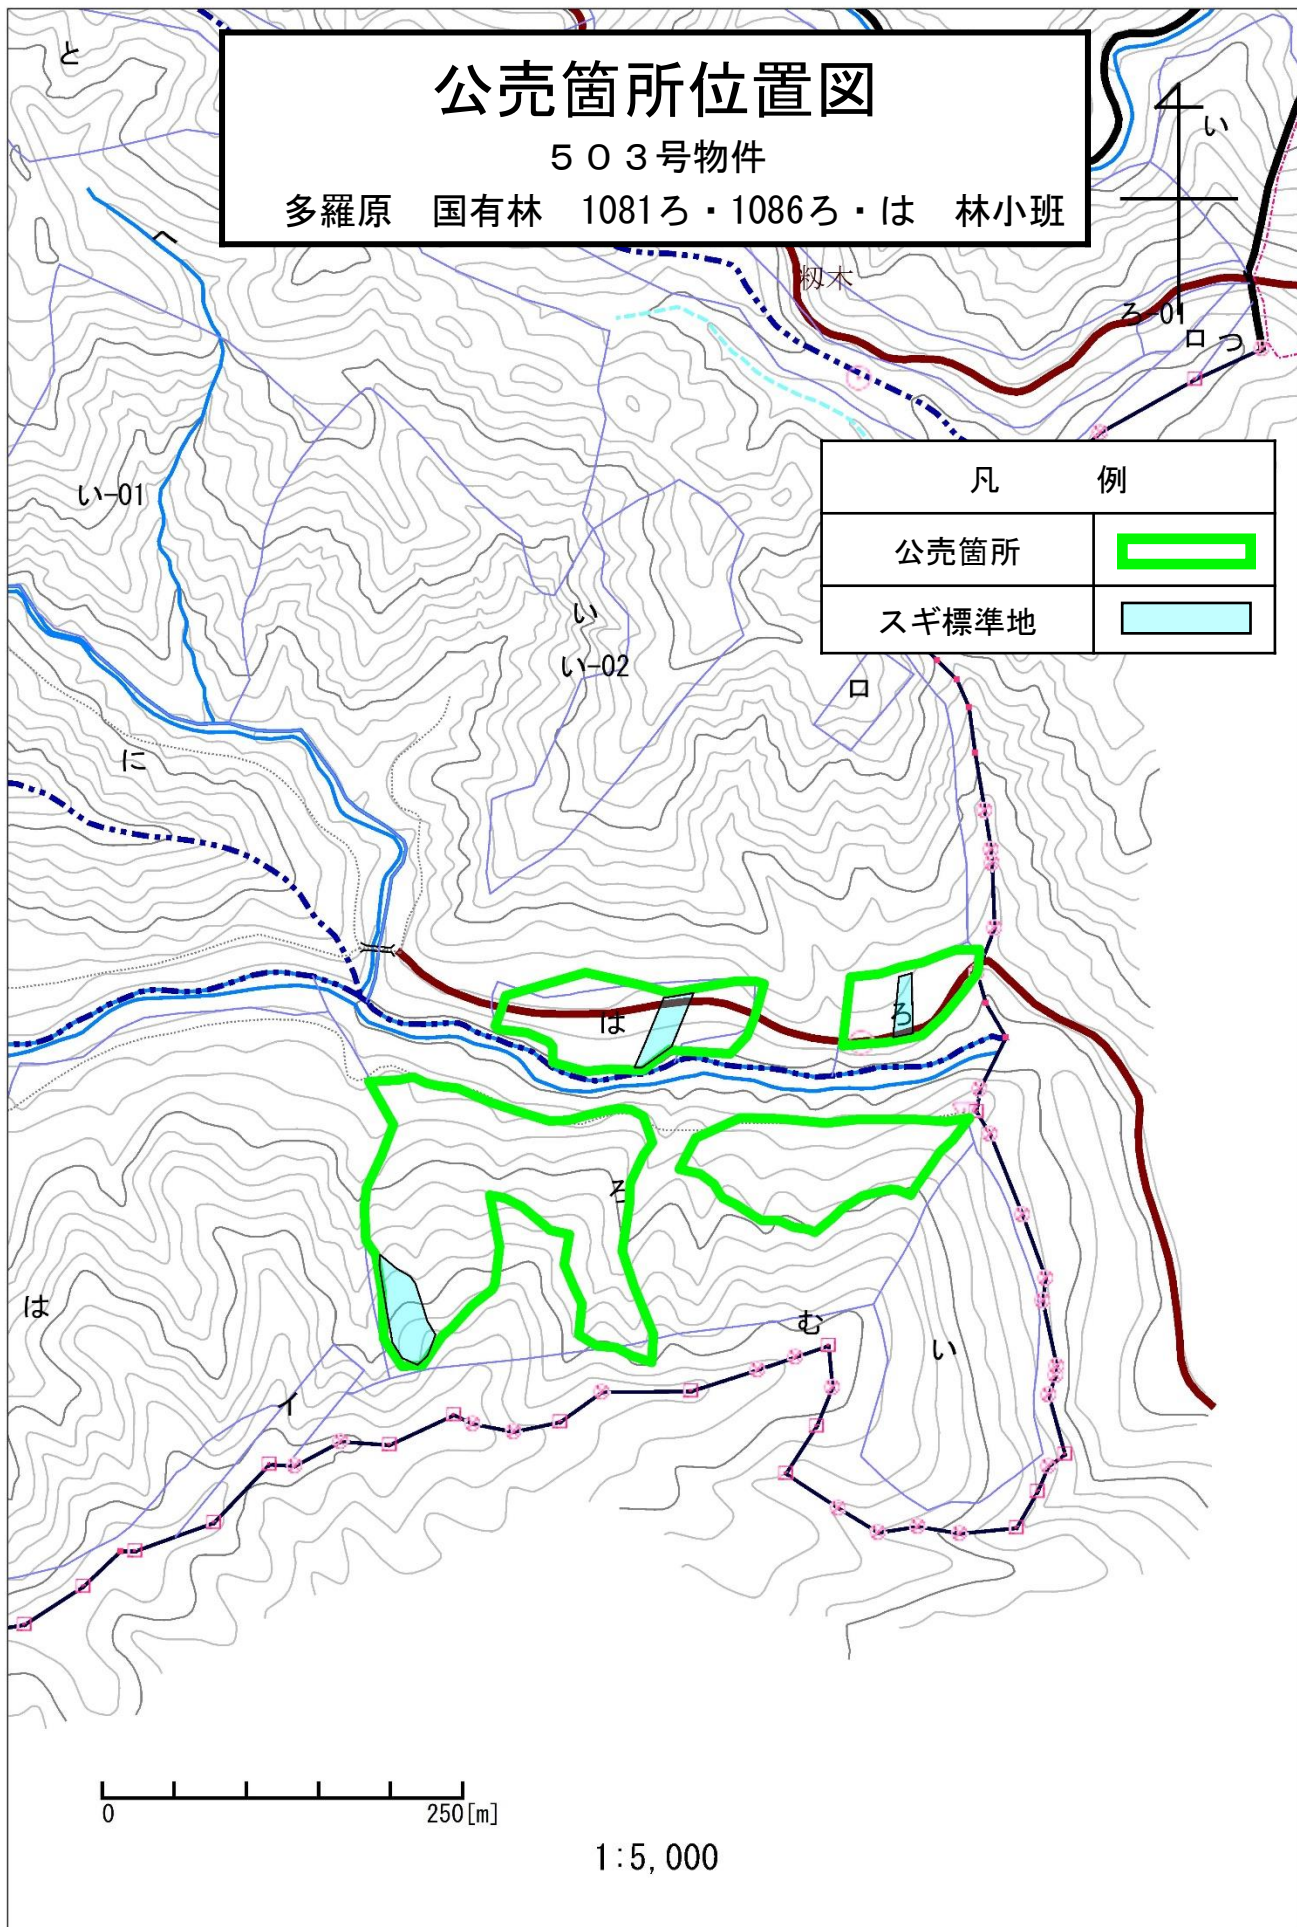 と
公売箇所位置図
５０３号物件
多羅原 国有林 1081ろ・1086ろ・は 林小班
い
へ
籾木
ろ-01
ロ つ
凡 例
公売箇所
スギ標準地
い-01
い
い-02
ロ
に
は
ろ
ろ
は
む
い
イ
0 250[m]
1:5,000